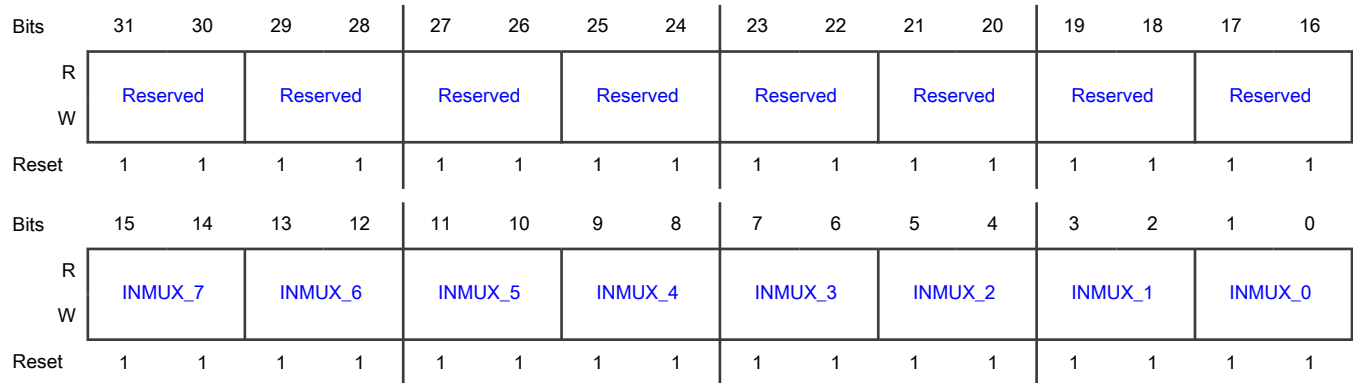 Bits 31 30 29 28 27 26 25 24 23 22 21 20 19 18 17 16
R
Reserved Reserved Reserved Reserved Reserved Reserved Reserved Reserved
W
Reset 1 1 1 1 1 1 1 1 1 1 1 1 1 1 1 1
Bits 15 14 13 12 11 10 9 8 7 6 5 4 3 2 1 0
R
INMUX_7 INMUX_6 INMUX_5 INMUX_4 INMUX_3 INMUX_2 INMUX_1 INMUX_0
W
Reset 1 1 1 1 1 1 1 1 1 1 1 1 1 1 1 1